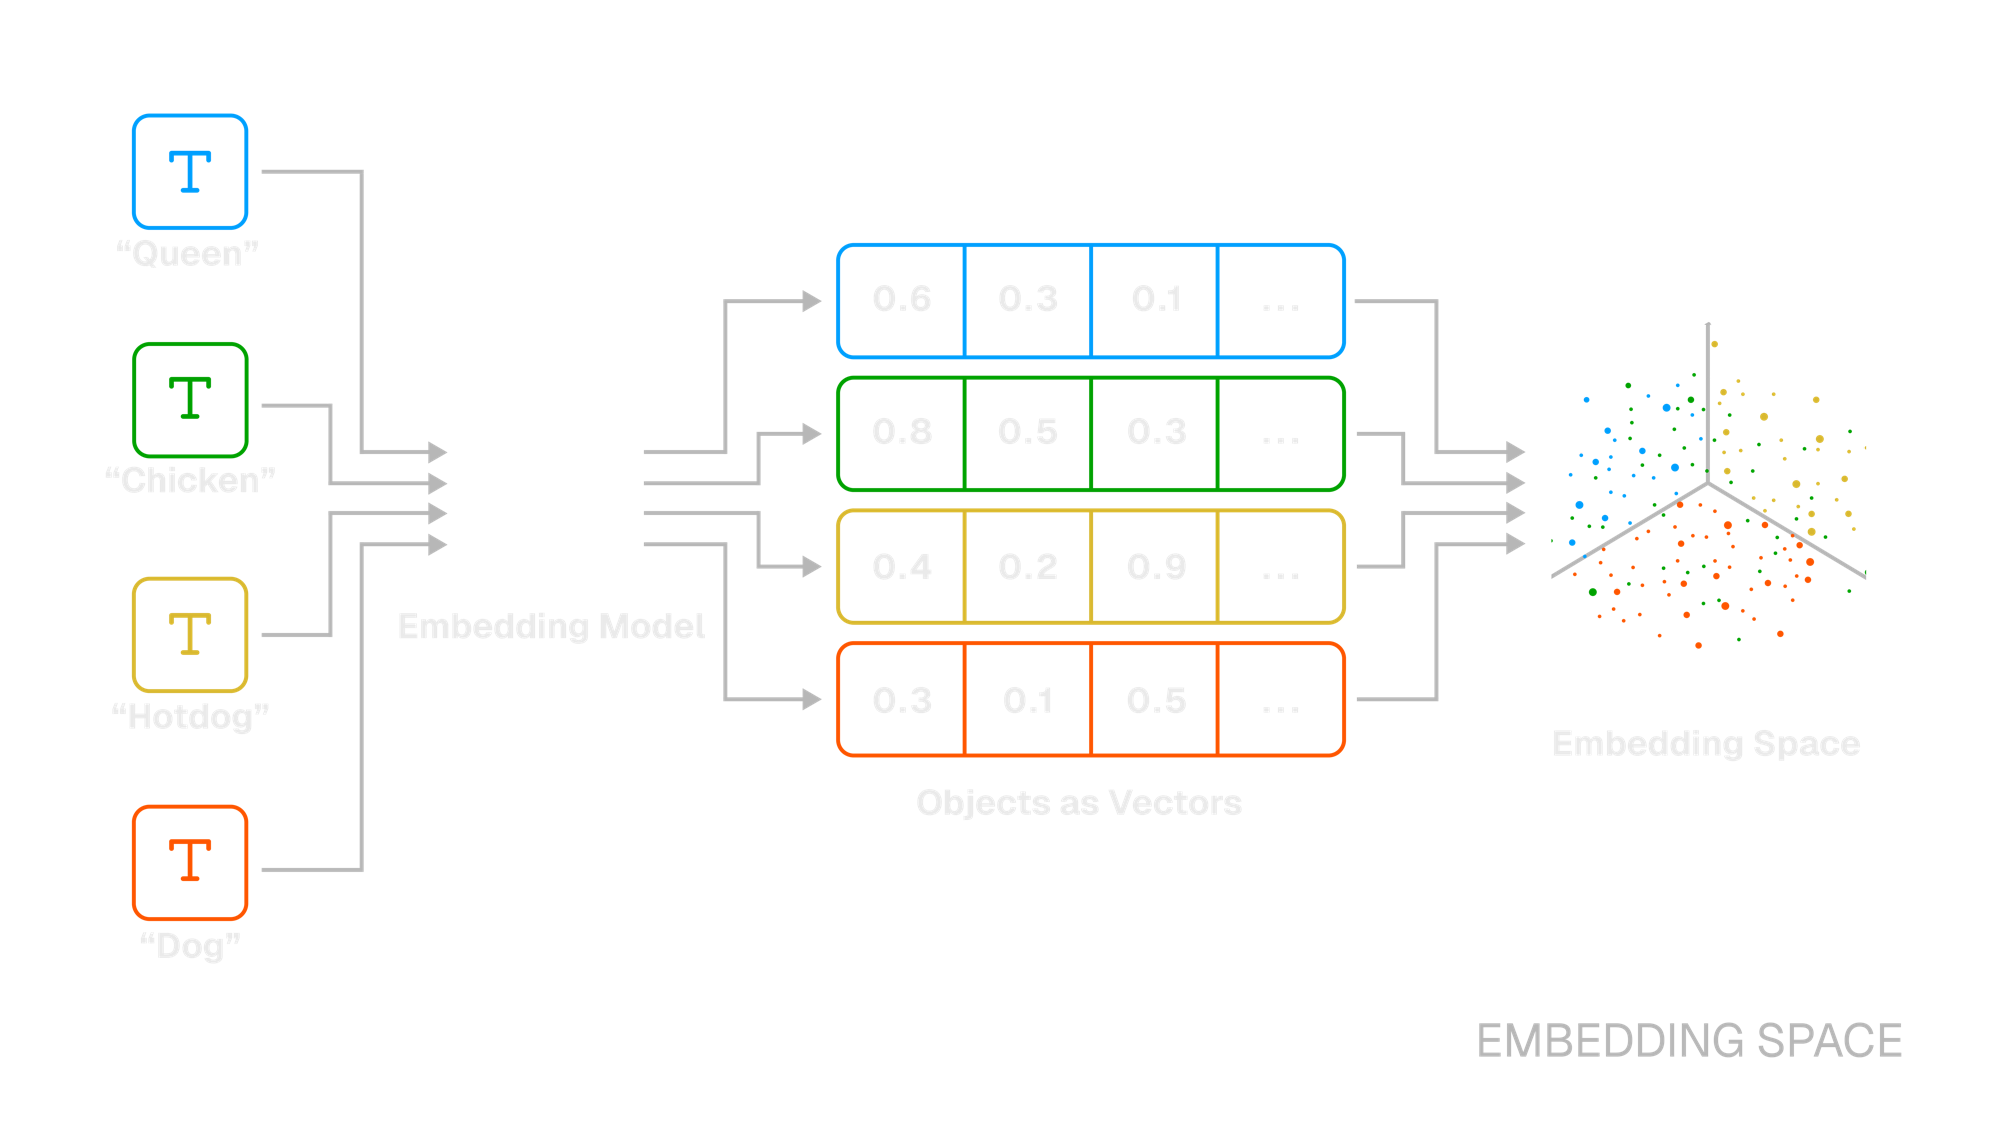 T
“Queen”
T
“Chicken”
T
“Hotdog”
T
“Dog”
Embedding Model
0.6 0.3 0.1 ...
0.8 0.5 0.3 ...
0.4 0.2 0.9 ...
0.3 0.1 0.5 ...
Objects as Vectors
Embedding Space
EMBEDDING SPACE